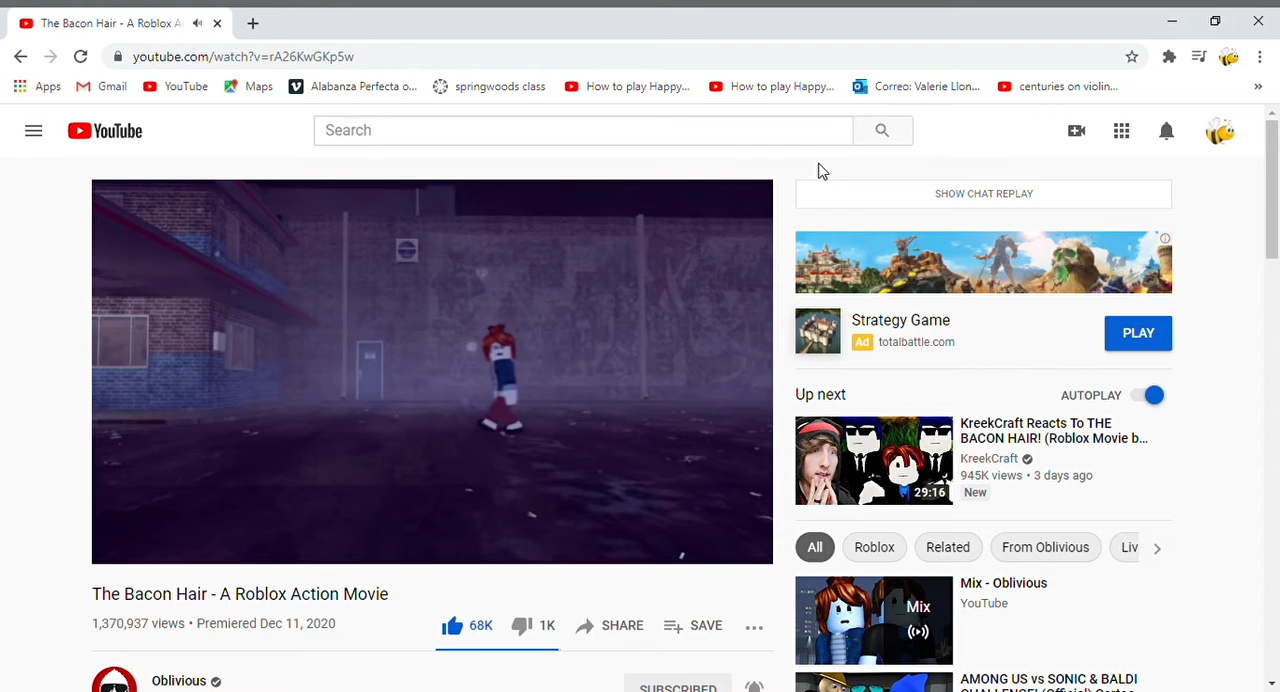 The Bacon Hair - A Roblox A
youtube.com/watch?v=rA26KwGKp5w
Apps Gmail YouTube Maps Alabanza Perfecta o... springwoods class How to play Happy... How to play Happy... Correo: Valerie Llon... centuries on violin... »
YouTube Search
SHOW CHAT REPLAY
Strategy Game
Ad totalbattle.com
PLAY
Up next AUTOPLAY
KreekCraft Reacts To THE
BACON HAIR! (Roblox Movie b...
KreekCraft
945K views • 3 days ago
New
29:16
All Roblox Related From Oblivious Liv
Mix - Oblivious
YouTube
Mix
AMONG US vs SONIC & BALDI
The Bacon Hair - A Roblox Action Movie
1,370,937 views • Premiered Dec 11, 2020
68K 1K SHARE SAVE
Oblivious
SUBSCRIBED